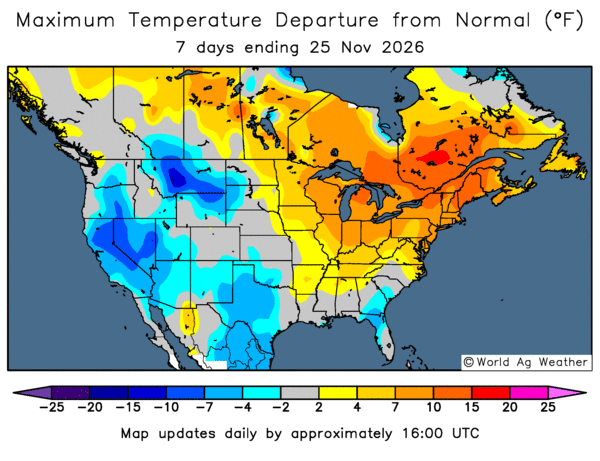 Maximum Temperature Departure from Normal (°F)
7 days ending 25 Nov 2026
© World Ag Weather
−25 −20 −15 −10 −7 −4 −2 2 4 7 10 15 20 25
Map updates daily by approximately 16:00 UTC